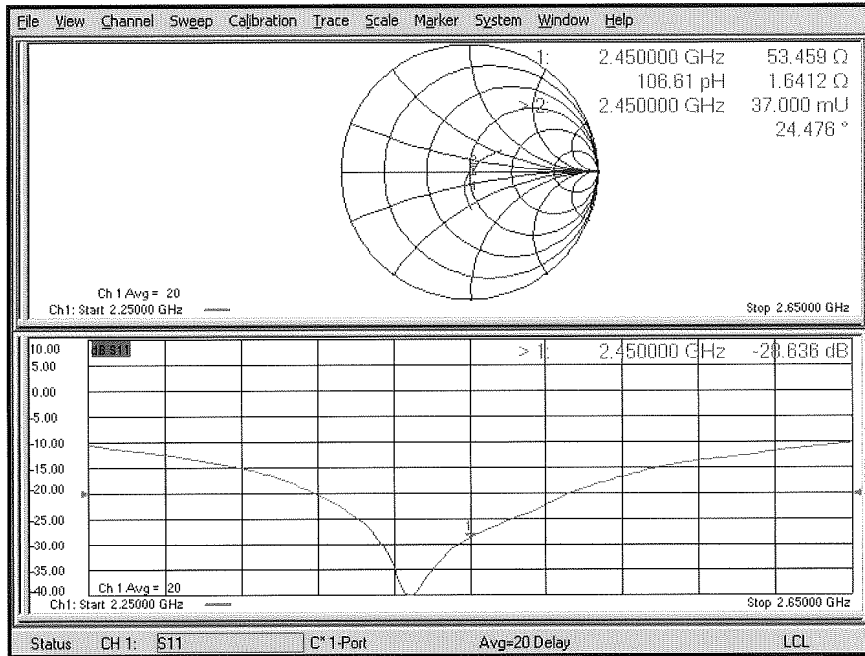 File View Channel Sweep Calibration Trace Scale Marker System Window Help
1: 2.450000 GHz 53.459 Ω
106.61 pH 1.6412 Ω
> 2: 2.450000 GHz 37.000 mU
24.476 °
Ch 1 Avg = 20
Ch1: Start 2.25000 GHz
Stop 2.65000 GHz
10.00
dB S11
> 1: 2.450000 GHz -28.636 dB
5.00
0.00
-5.00
-10.00
-15.00
-20.00
-25.00
1
-30.00
-35.00
-40.00
Ch 1 Avg = 20
Ch1: Start 2.25000 GHz
Stop 2.65000 GHz
Status CH 1: S11 C* 1-Port Avg=20 Delay LCL